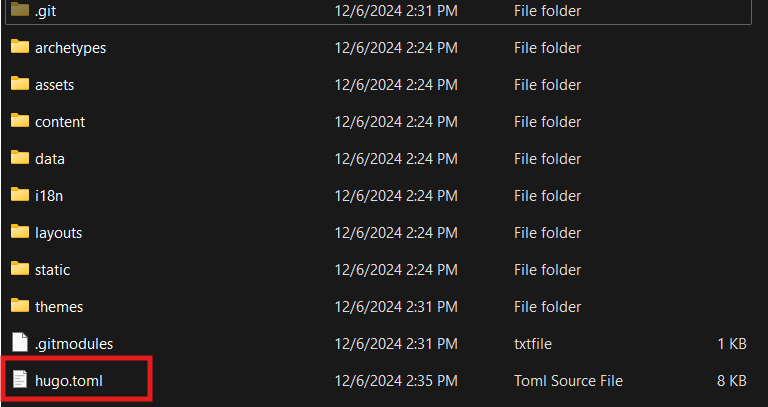 .git 12/6/2024 2:31 PM File folder
archetypes 12/6/2024 2:24 PM File folder
assets 12/6/2024 2:24 PM File folder
content 12/6/2024 2:24 PM File folder
data 12/6/2024 2:24 PM File folder
i18n 12/6/2024 2:24 PM File folder
layouts 12/6/2024 2:24 PM File folder
static 12/6/2024 2:24 PM File folder
themes 12/6/2024 2:31 PM File folder
.gitmodules 12/6/2024 2:31 PM txtfile 1 KB
hugo.toml 12/6/2024 2:35 PM Toml Source File 8 KB